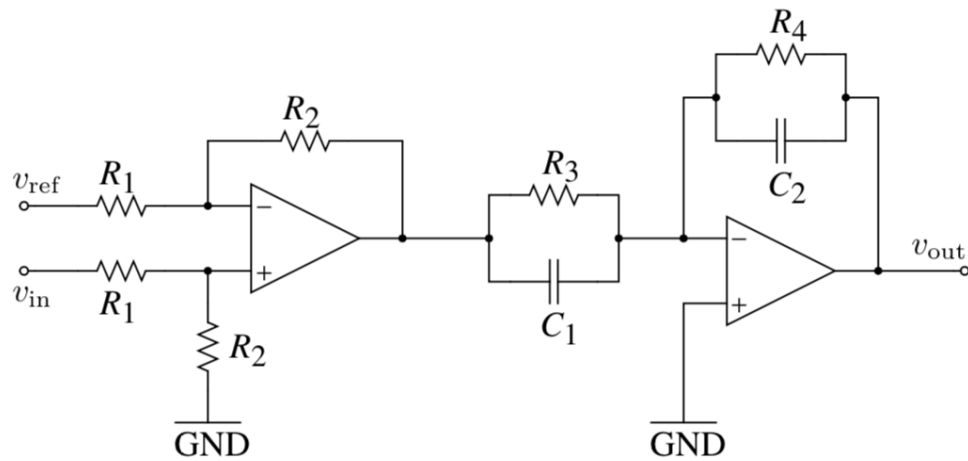 R4
R2
C2
R3
vref
R1
−
−
vout
+
vin
R1
+
C1
R2
GND
GND